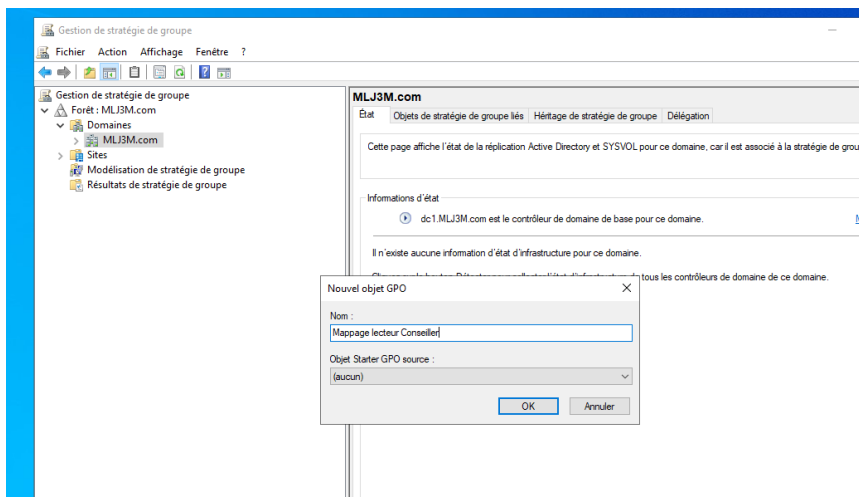 Gestion de stratégie de groupe
Fichier Action Affichage Fenêtre ?
Gestion de stratégie de groupe
Forêt : MLJ3M.com
Domaines
MLJ3M.com
Sites
Modélisation de stratégie de groupe
Résultats de stratégie de groupe
MLJ3M.com
État Objets de stratégie de groupe liés Héritage de stratégie de groupe Délégation
Cette page affiche l'état de la réplication Active Directory et SYSVOL pour ce domaine, car il est associé à la stratégie de grou
Informations d'état
dc1.MLJ3M.com est le contrôleur de domaine de base pour ce domaine.
Il n'existe aucune information d'état d'infrastructure pour ce domaine.
tous les contrôleurs de domaine de ce domaine.
Nouvel objet GPO
Nom :
Mappage lecteur Conseiller
Objet Starter GPO source :
(aucun)
OK Annuler